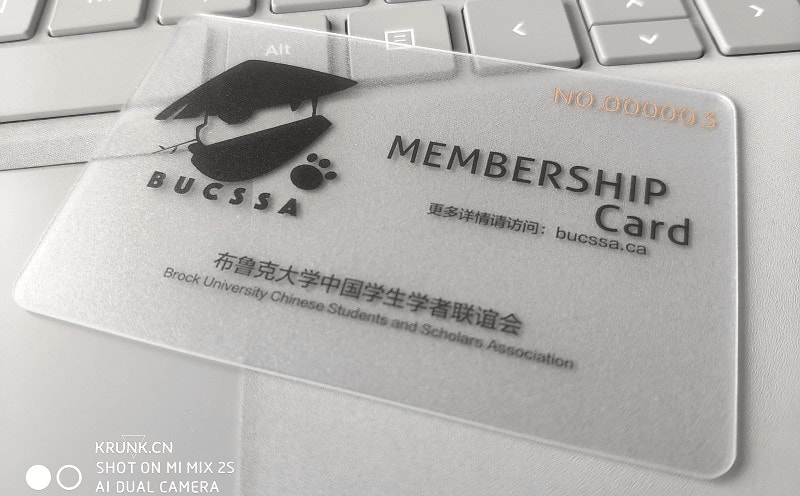 Alt
NO.000003
BUCSSA
MEMBERSHIP
Card
更多详情请访问：bucssa.ca
布鲁克大学中国学生学者联谊会
Brock University Chinese Students and Scholars Association
KRUNK.CN
SHOT ON MI MIX 2S
AI DUAL CAMERA